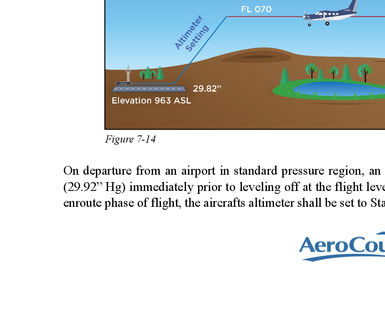 FL 070
Altimeter
Setting
29.82”
Elevation 963 ASL
Figure 7-14
On departure from an airport in standard pressure region, an
(29.92” Hg) immediately prior to leveling off at the flight leve
enroute phase of flight, the aircrafts altimeter shall be set to Sta
AeroCou